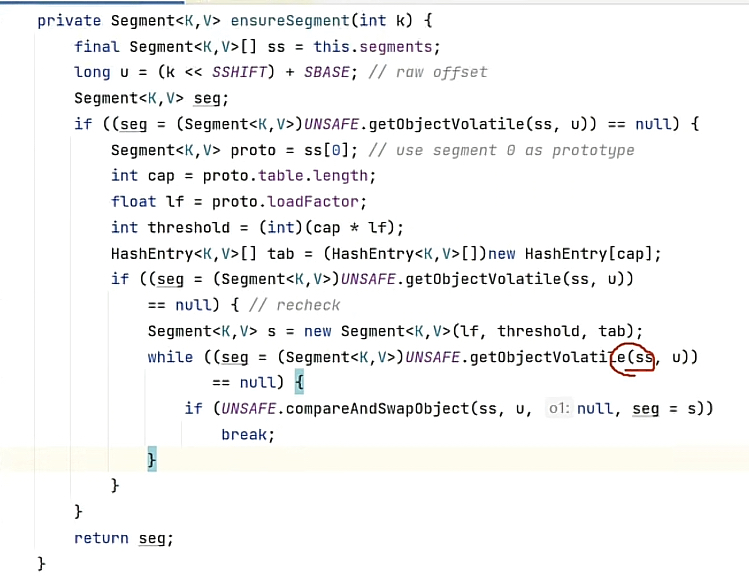 private Segment<K,V> ensureSegment(int k) {
final Segment<K,V>[] ss = this.segments;
long u = (k << SSHIFT) + SBASE; // raw offset
Segment<K,V> seg;
if ((seg = (Segment<K,V>)UNSAFE.getObjectVolatile(ss, u)) == null) {
Segment<K,V> proto = ss[0]; // use segment 0 as prototype
int cap = proto.table.length;
float lf = proto.loadFactor;
int threshold = (int)(cap * lf);
HashEntry<K,V>[] tab = (HashEntry<K,V>[])new HashEntry[cap];
if ((seg = (Segment<K,V>)UNSAFE.getObjectVolatile(ss, u))
== null) { // recheck
Segment<K,V> s = new Segment<K,V>(lf, threshold, tab);
while ((seg = (Segment<K,V>)UNSAFE.getObjectVolatile(ss, u))
== null) {
if (UNSAFE.compareAndSwapObject(ss, u, o1: null, seg = s))
break;
}
}
}
return seg;
}